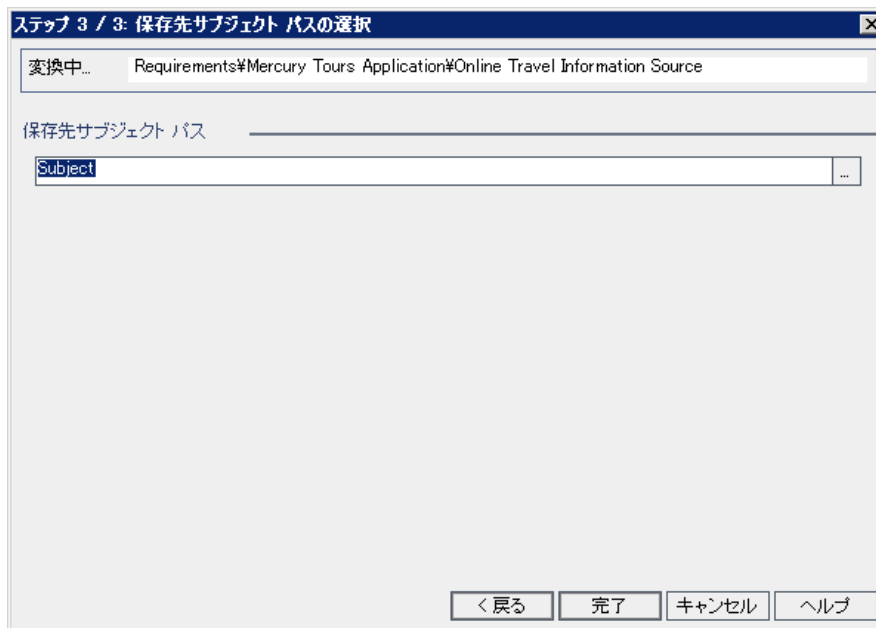 ステップ 3 / 3: 保存先サブジェクト パスの選択
変換中... Requirements¥Mercury Tours Application¥Online Travel Information Source
保存先サブジェクト パス
Subject ...
< 戻る 完了 キャンセル ヘルプ